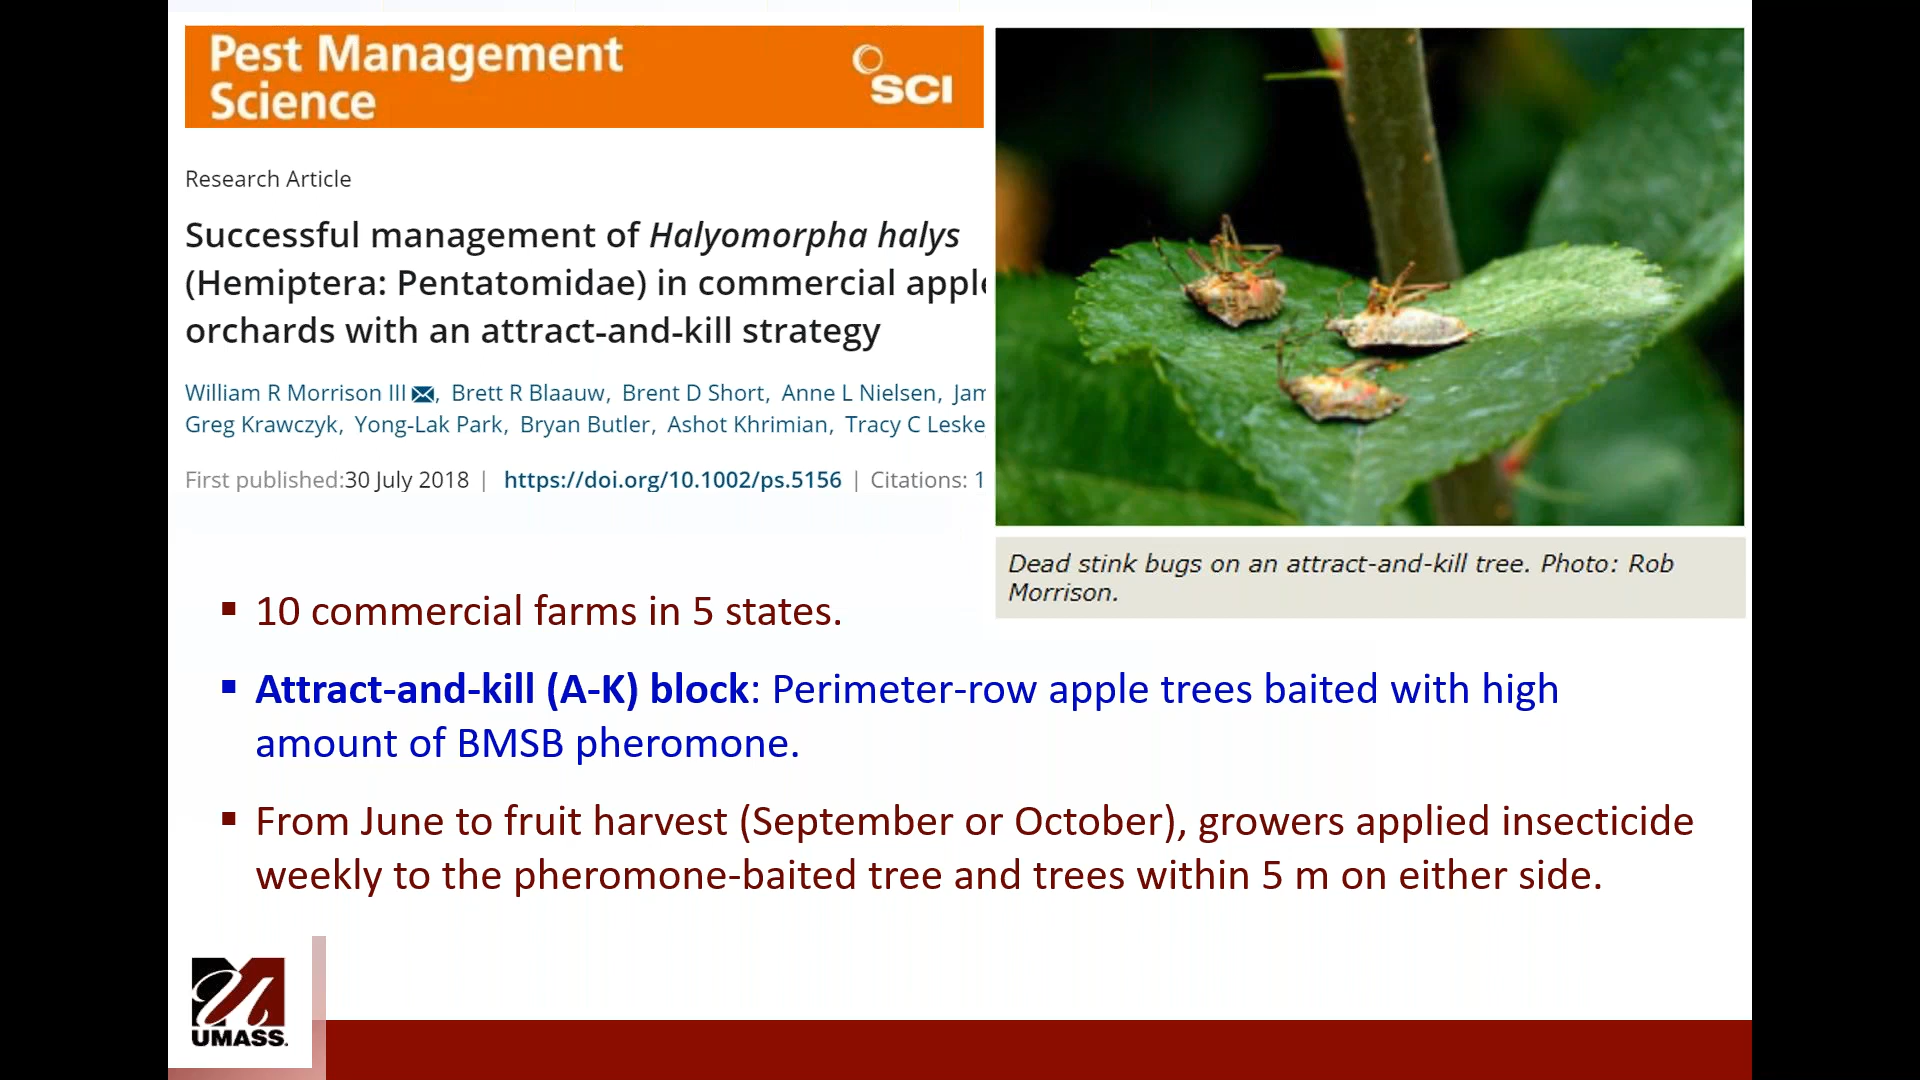 Pest Management
Science
SCI
Research Article
Successful management of Halyomorpha halys
(Hemiptera: Pentatomidae) in commercial apple
orchards with an attract-and-kill strategy
William R Morrison III, Brett R Blaauw, Brent D Short, Anne L Nielsen, Jam
Greg Krawczyk, Yong-Lak Park, Bryan Butler, Ashot Khrimian, Tracy C Leske
First published:30 July 2018 | https://doi.org/10.1002/ps.5156 | Citations: 1
Dead stink bugs on an attract-and-kill tree. Photo: Rob
Morrison.
▪ 10 commercial farms in 5 states.
▪ Attract-and-kill (A-K) block: Perimeter-row apple trees baited with high
amount of BMSB pheromone.
▪ From June to fruit harvest (September or October), growers applied insecticide
weekly to the pheromone-baited tree and trees within 5 m on either side.
UMASS.